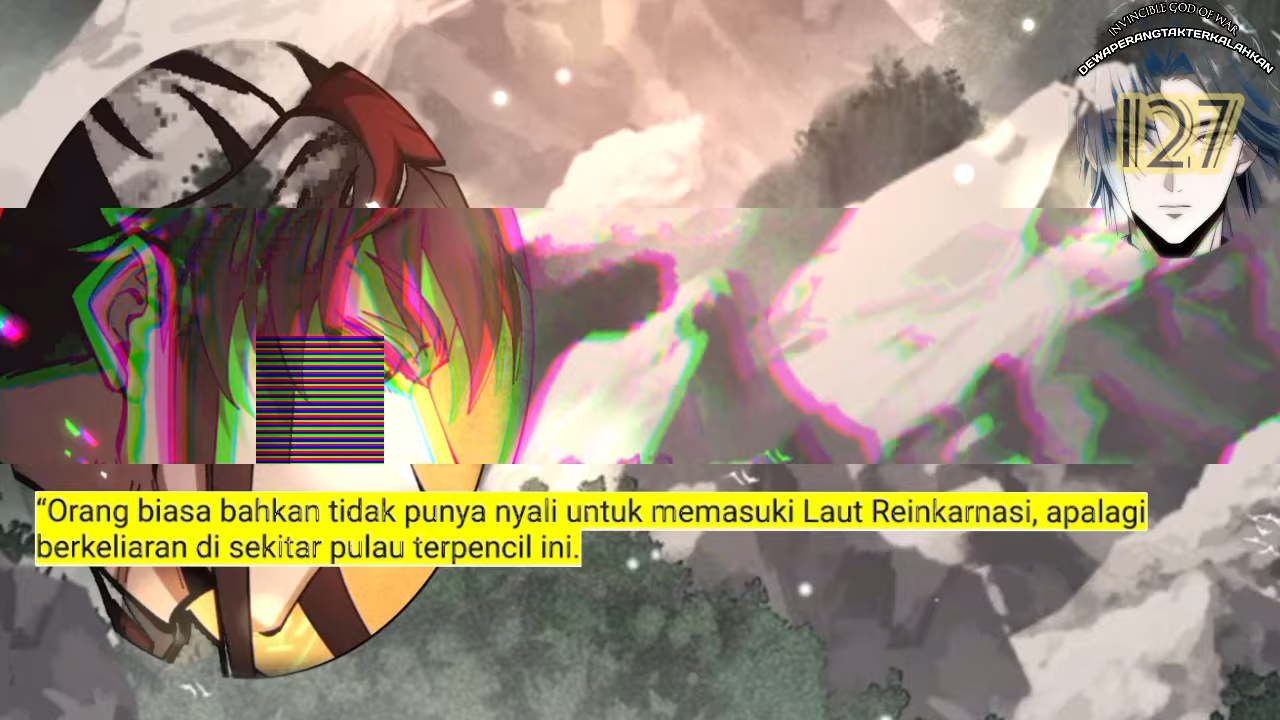 INVINCIBLE GOD OF WAR
DEWAPERANGTAKTERKALAHKAN
127
“Orang biasa bahkan tidak punya nyali untuk memasuki Laut Reinkarnasi, apalagi
berkeliaran di sekitar pulau terpencil ini.